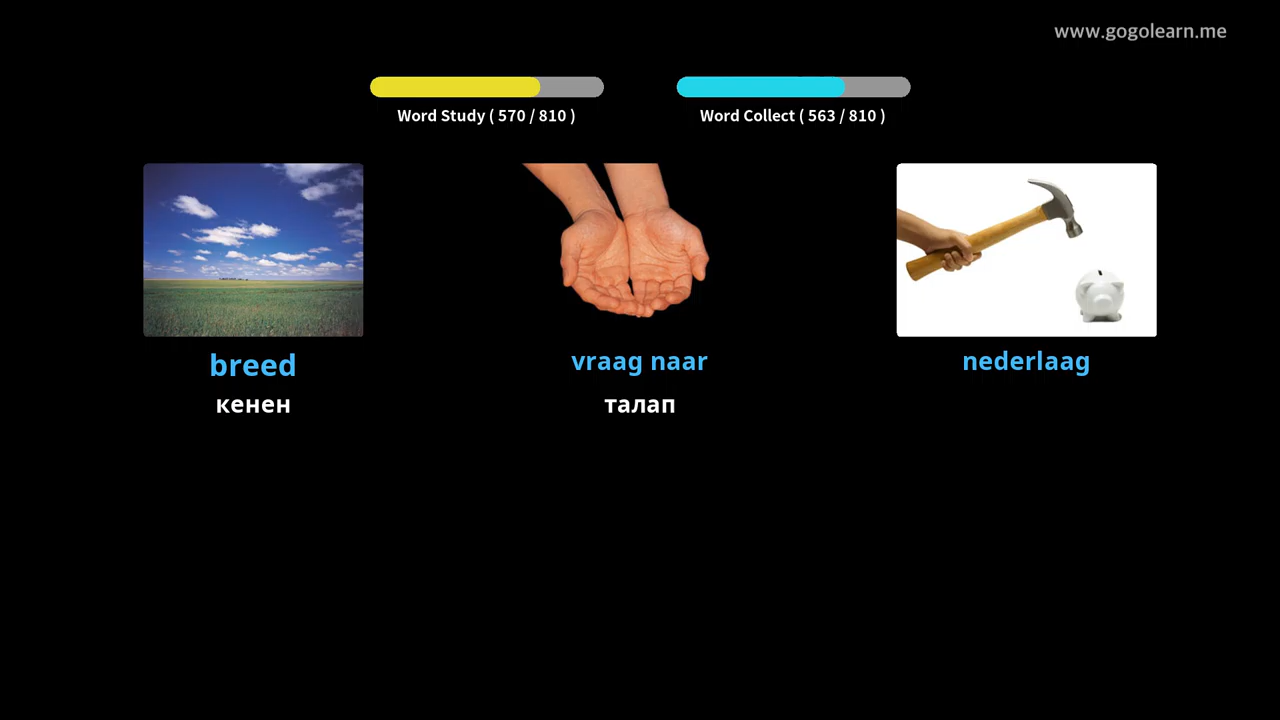 www.gogolearn.me
Word Study ( 570 / 810 )
Word Collect ( 563 / 810 )
breed
vraag naar
nederlaag
кенен
талап